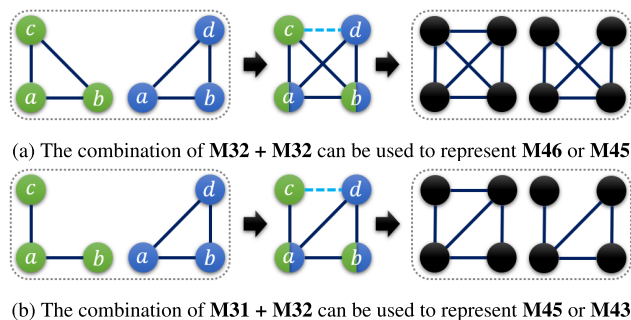 c d c d
a b a b a b
(a) The combination of M32 + M32 can be used to represent M46 or M45
c d c d
a b a b a b
(b) The combination of M31 + M32 can be used to represent M45 or M43